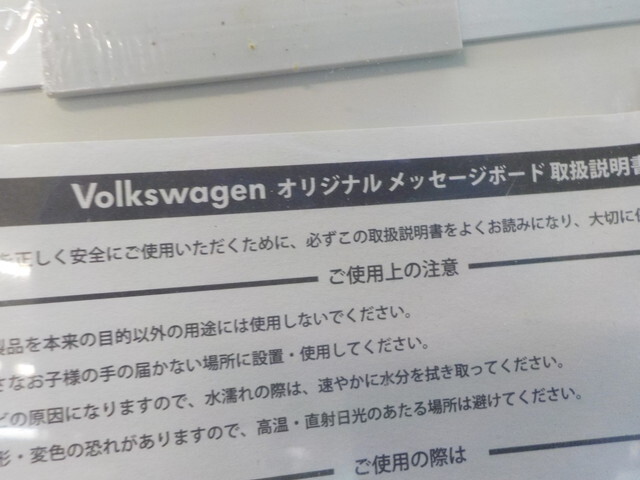 Volkswagen オリジナル メッセージボード 取扱説明書
を正しく安全にご使用いただくために、必ずこの取扱説明書をよくお読みになり、大切に
ご使用上の注意
製品を本来の目的以外の用途には使用しないでください。
さなお子様の手の届かない場所に設置・使用してください。
どの原因になりますので、水濡れの際は、速やかに水分を拭き取ってください。
形・変色の恐れがありますので、高温・直射日光のあたる場所は避けてください。
ご使用の際は